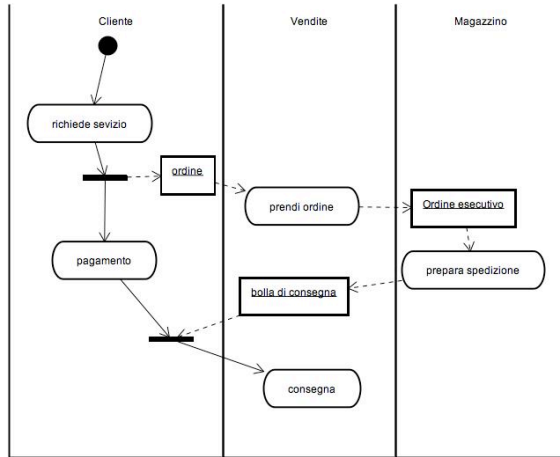 Cliente
Vendite
Magazzino
richiede sevizio
ordine
prendi ordine
Ordine esecutivo
pagamento
bolla di consegna
prepara spedizione
consegna